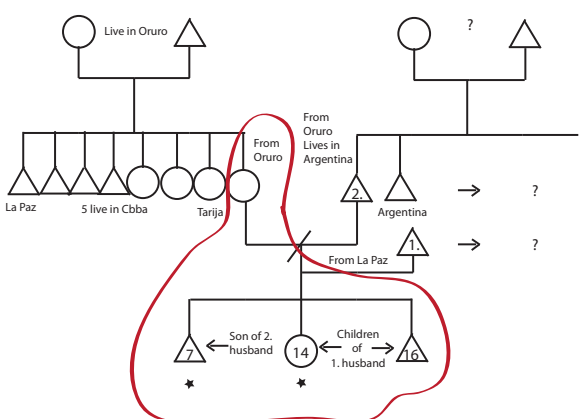 Live in Oruro
?
From
Oruro
Lives in
Argentina
From
Oruro
2.
La Paz
5 live in Cbba
Tarija
Argentina
?
1.
?
From La Paz
7
Son of 2.
husband
14
Children
of
1. husband
16